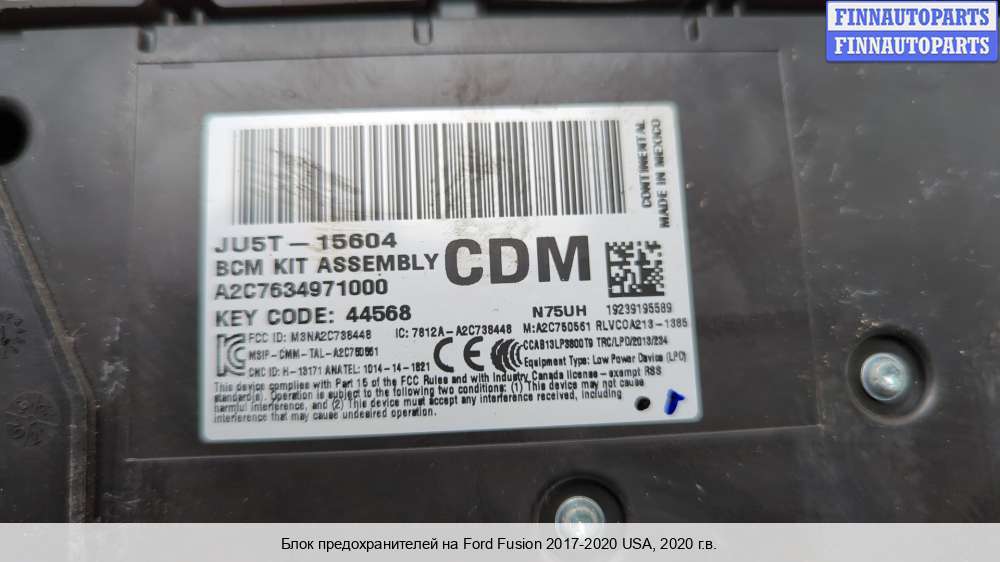 FINNAUTOPARTS
FINNAUTOPARTS
CONTINENTAL
MADE IN MEXICO
JU5T-15604
BCM KIT ASSEMBLY
CDM
A2C7634971000
KEY CODE: 44568
N75UH
19239195589
FCC ID: M3NA2C738448
IC: 7812A-A2C738448
M:A2C750561 RLVCOA213-1385
MSIP-CMM-TAL-A2C750561
CCAB13LP3800T9 TRC/LPD/2013/234
CNC ID: H-13171 ANATEL: 1014-14-1821
Equipment Type: Low Power Device (LPD)
This device complies with Part 15 of the FCC Rules and with Industry Canada license-exempt RSS
standard(s). Operation is subject to the following two conditions: (1) This device may not cause
harmful interference, and (2) This device must accept any interference received, including
interference that may cause undesired operation.
Блок предохранителей на Ford Fusion 2017-2020 USA, 2020 г.в.